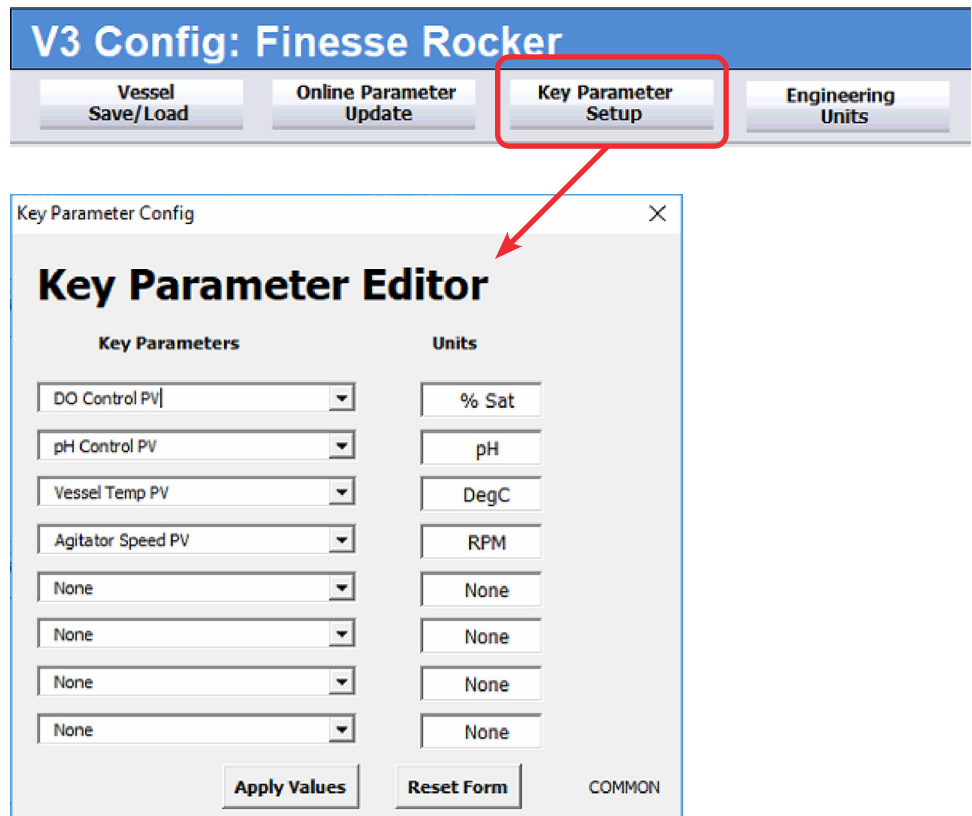 V3 Config: Finesse Rocker
Vessel
Save/Load
Online Parameter
Update
Key Parameter
Setup
Engineering
Units
Key Parameter Config
Key Parameter Editor
Key Parameters Units
DO Control PV % Sat
pH Control PV pH
Vessel Temp PV DegC
Agitator Speed PV RPM
None None
None None
None None
None None
Apply Values Reset Form COMMON